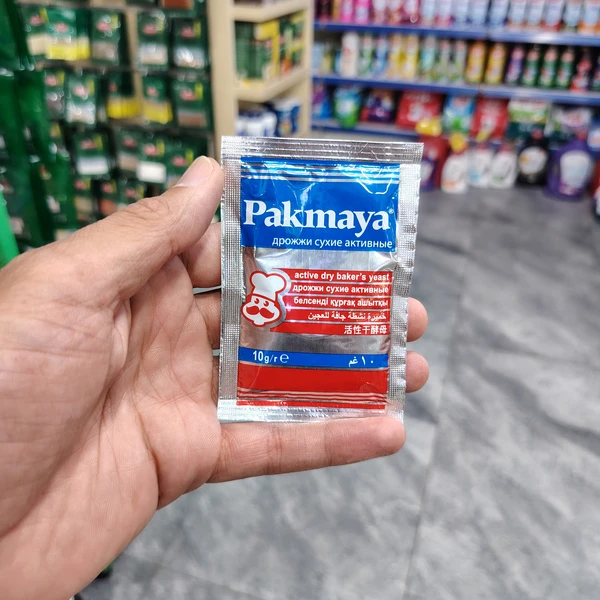 Pakmaya
дрожжи сухие активные
active dry baker's yeast
дрожжи сухие активные
белсенді құрғақ ашытқы
خميرة نشطة جافة للعجين
活性干酵母
10g/г ℮ ١٠ غم